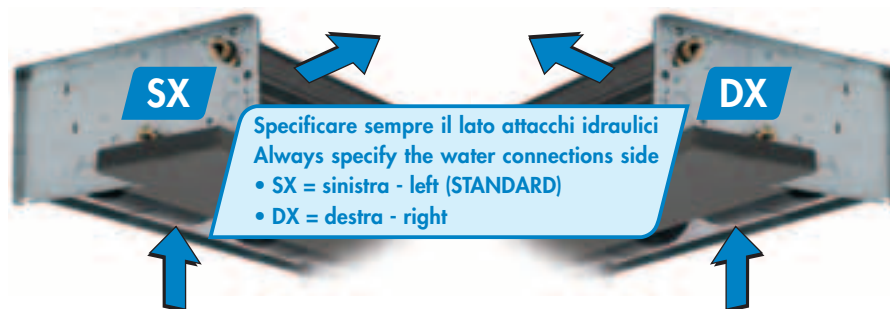 SX
DX
Specificare sempre il lato attacchi idraulici
Always specify the water connections side
• SX = sinistra - left (STANDARD)
• DX = destra - right